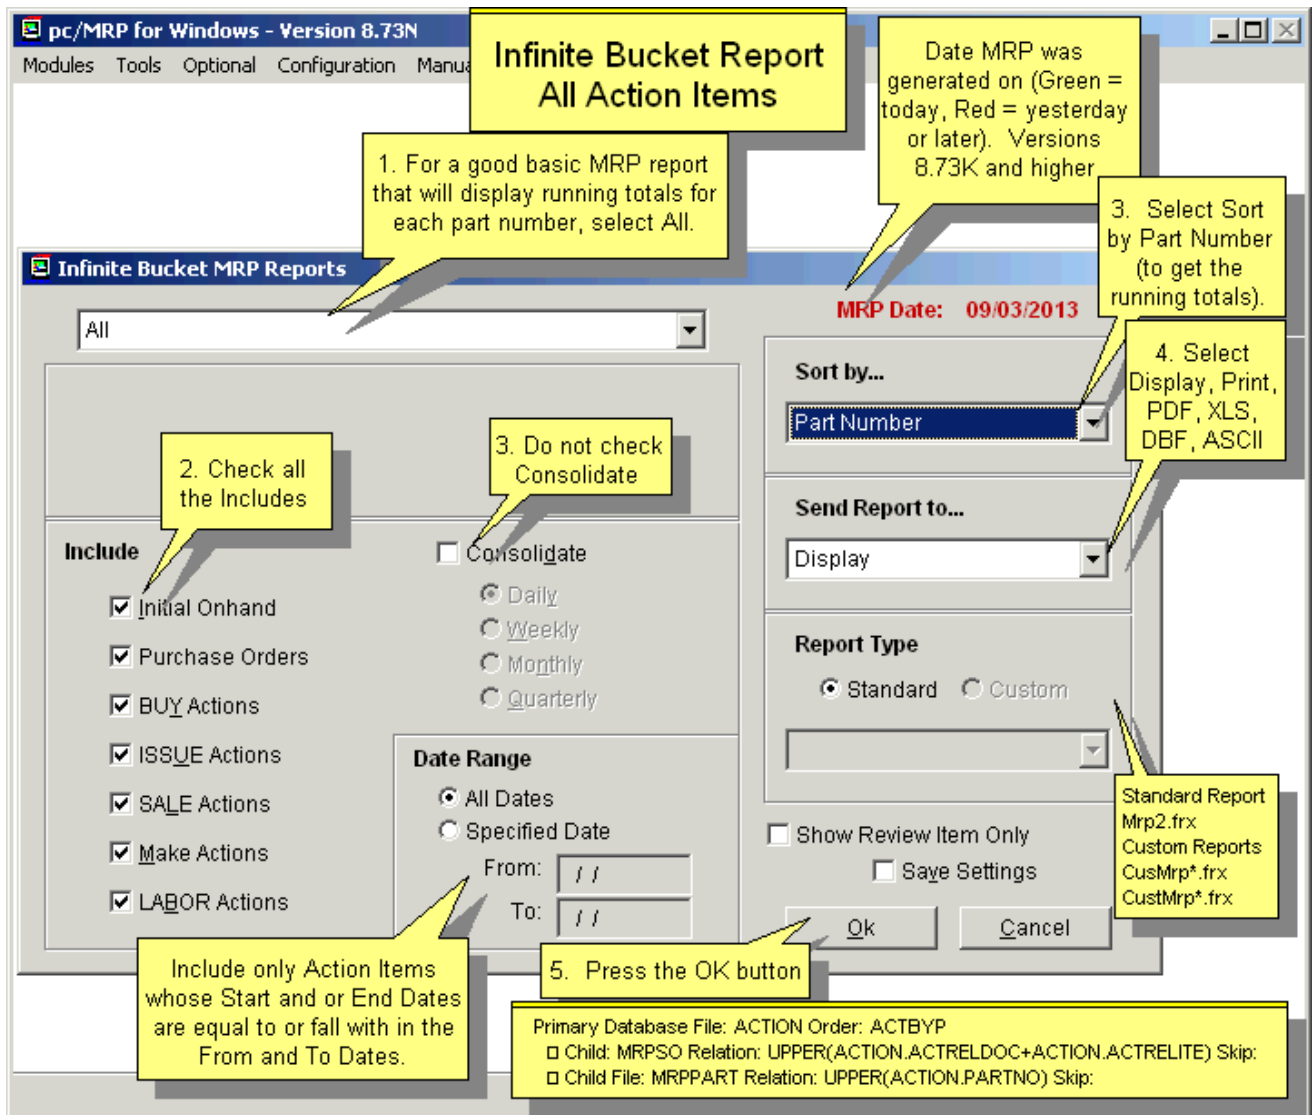 pc/MRP for Windows - Version 8.73N
Modules Tools Optional Configuration Manua
Infinite Bucket Report
All Action Items
Date MRP was
generated on (Green =
today, Red = yesterday
or later). Versions
8.73K and higher
1. For a good basic MRP report
that will display running totals for
each part number, select All.
3. Select Sort
by Part Number
(to get the
running totals).
Infinite Bucket MRP Reports
MRP Date: 09/03/2013
All
4. Select
Display, Print,
PDF, XLS,
DBF, ASCII
Sort by...
Part Number
2. Check all
the Includes
3. Do not check
Consolidate
Send Report to...
Display
Include
Initial Onhand
Purchase Orders
BUY Actions
ISSUE Actions
SALE Actions
Make Actions
LABOR Actions
Consolidate
Daily
Weekly
Monthly
Quarterly
Date Range
All Dates
Specified Date
From: / /
To: / /
Report Type
Standard Custom
Standard Report
Mrp2.frx
Custom Reports
CusMrp*.frx
CustMrp*.frx
Show Review Item Only
Save Settings
Ok Cancel
Include only Action Items
whose Start and or End Dates
are equal to or fall with in the
From and To Dates.
5. Press the OK button
Primary Database File: ACTION Order: ACTBYP
Child: MRPSO Relation: UPPER(ACTION.ACTRELDOC+ACTION.ACTRELITE) Skip:
Child File: MRPPART Relation: UPPER(ACTION.PARTNO) Skip: